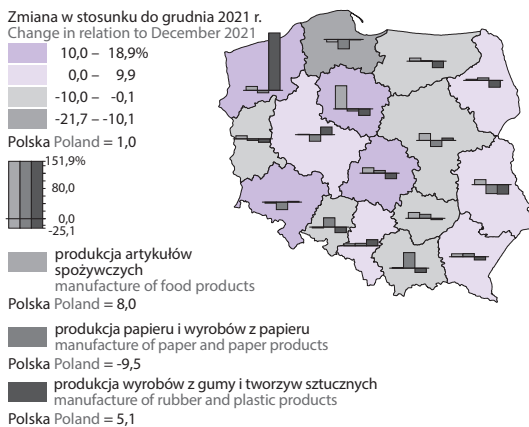 Zmiana w stosunku do grudnia 2021 r.
Change in relation to December 2021
10,0 – 18,9%
0,0 – 9,9
-10,0 – -0,1
-21,7 – -10,1
Polska Poland = 1,0
151,9%
80,0
0,0
-25,1
produkcja artykułów
spożywczych
manufacture of food products
Polska Poland = 8,0
produkcja papieru i wyrobów z papieru
manufacture of paper and paper products
Polska Poland = -9,5
produkcja wyrobów z gumy i tworzyw sztucznych
manufacture of rubber and plastic products
Polska Poland = 5,1